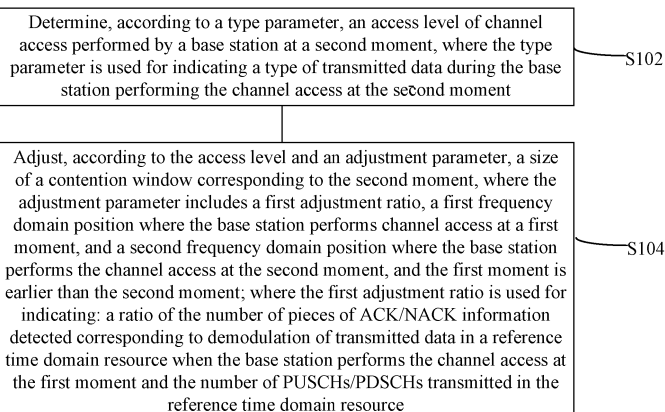 Determine, according to a type parameter, an access level of channel
access performed by a base station at a second moment, where the type
parameter is used for indicating a type of transmitted data during the base
station performing the channel access at the second moment
S102
Adjust, according to the access level and an adjustment parameter, a size
of a contention window corresponding to the second moment, where the
adjustment parameter includes a first adjustment ratio, a first frequency
domain position where the base station performs channel access at a first
moment, and a second frequency domain position where the base station
performs the channel access at the second moment, and the first moment is
earlier than the second moment; where the first adjustment ratio is used for
indicating: a ratio of the number of pieces of ACK/NACK information
detected corresponding to demodulation of transmitted data in a reference
time domain resource when the base station performs the channel access at
the first moment and the number of PUSCHs/PDSCHs transmitted in the
reference time domain resource
S104